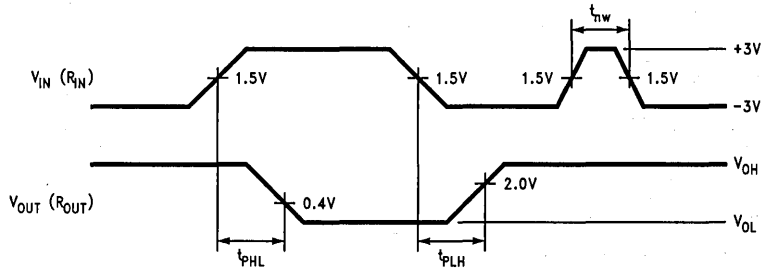 t_nw
+3V
V_IN (R_IN)
1.5V
1.5V
1.5V
1.5V
-3V
V_OH
2.0V
V_OUT (R_OUT)
0.4V
V_OL
t_PHL
t_PLH